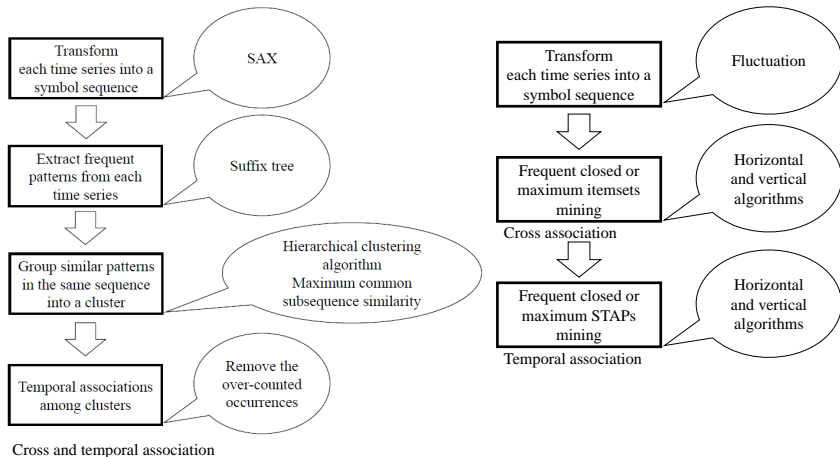 Transform
each time series into a
symbol sequence
SAX
Extract frequent
patterns from each
time series
Suffix tree
Group similar patterns
in the same sequence
into a cluster
Hierarchical clustering
algorithm
Maximum common
subsequence similarity
Temporal associations
among clusters
Remove the
over-counted
occurrences
Cross and temporal association
Transform
each time series into a
symbol sequence
Fluctuation
Frequent closed or
maximum itemsets
mining
Horizontal
and vertical
algorithms
Cross association
Frequent closed or
maximum STAPs
mining
Horizontal
and vertical
algorithms
Temporal association